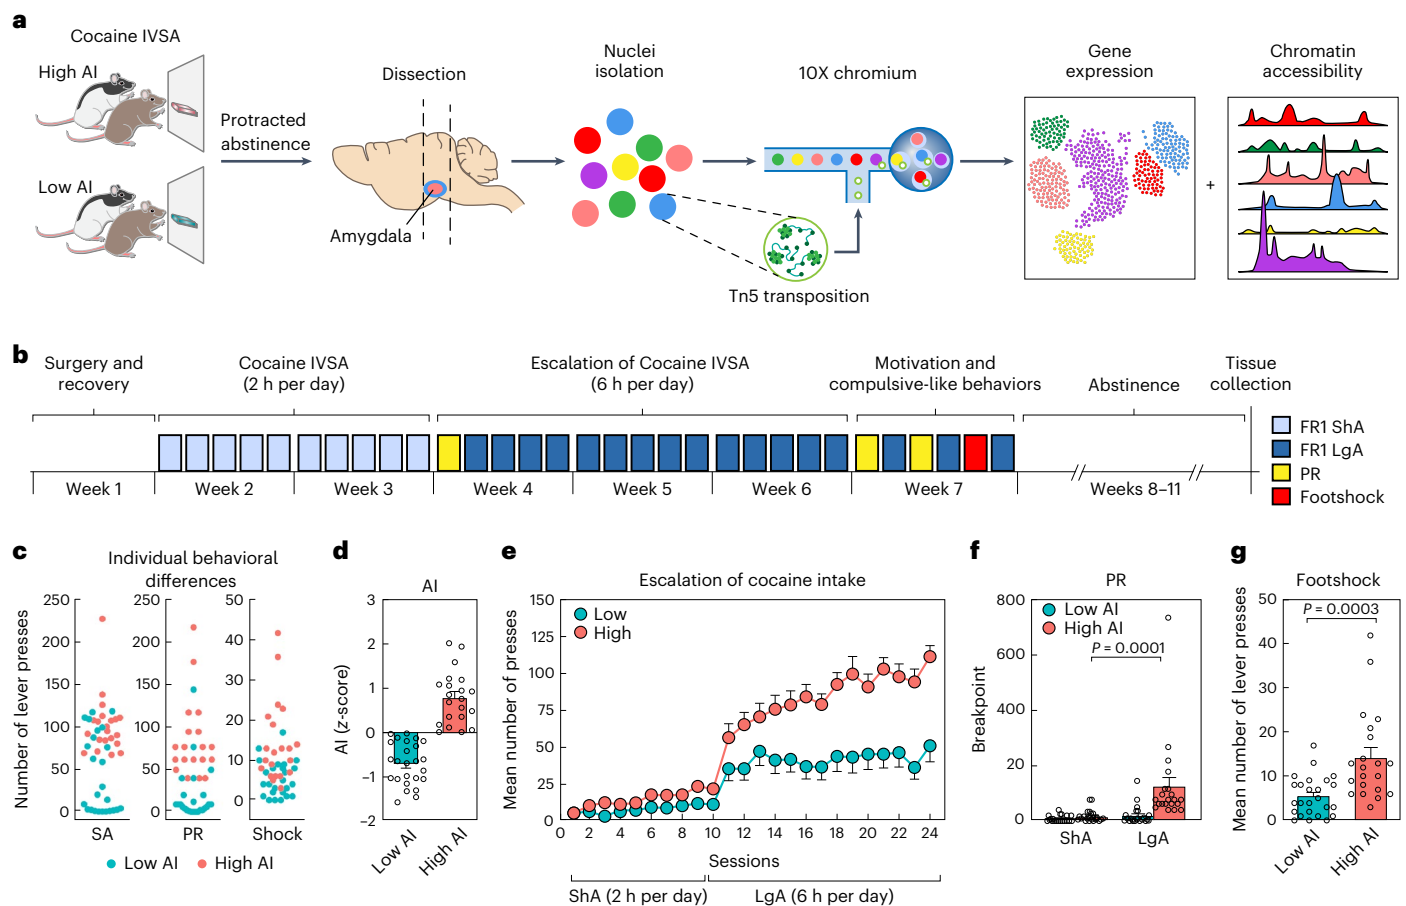 a
Cocaine IVSA
High AI
Low AI
Protracted
abstinence
Dissection
Amygdala
Nuclei
isolation
10X chromium
Tn5 transposition
Gene
expression
+
Chromatin
accessibility
b
Surgery and
recovery
Cocaine IVSA
(2 h per day)
Escalation of Cocaine IVSA
(6 h per day)
Motivation and
compulsive-like behaviors
Abstinence
Tissue
collection
FR1 ShA
FR1 LgA
PR
Footshock
Week 1
Week 2
Week 3
Week 4
Week 5
Week 6
Week 7
Weeks 8–11
c
Individual behavioral
differences
Number of lever presses
250
200
150
100
50
0
SA
250
200
150
100
50
0
PR
50
40
30
20
10
0
Shock
Low AI
High AI
d
AI
AI (z-score)
3
2
1
0
−1
−2
Low AI
High AI
e
Escalation of cocaine intake
Mean number of presses
150
125
100
75
50
25
0
Low
High
0 2 4 6 8 10 12 14 16 18 20 22 24
Sessions
ShA (2 h per day)
LgA (6 h per day)
f
PR
Breakpoint
800
600
400
200
20
0
Low AI
High AI
P = 0.0001
ShA
LgA
g
Footshock
Mean number of lever presses
50
40
30
20
10
0
P = 0.0003
Low AI
High AI